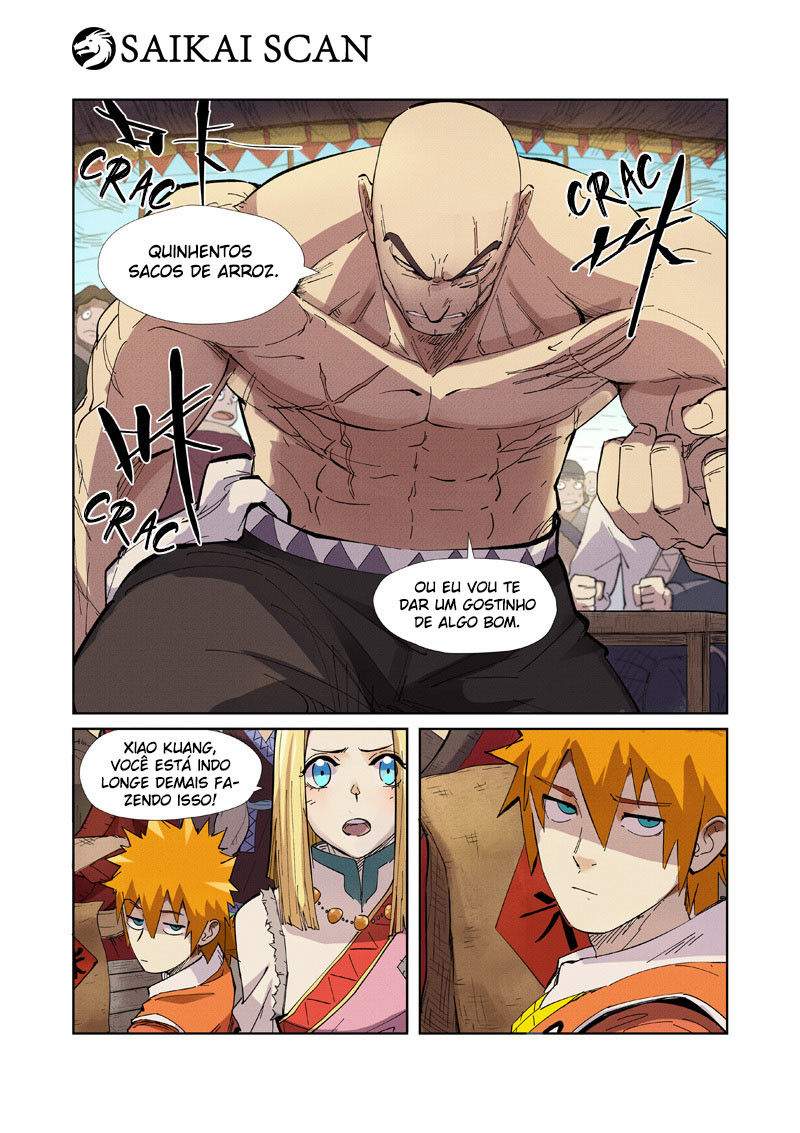 SAIKAI SCAN
CRAC
CRAC
QUINHENTOS
SACOS DE ARROZ.
CRAC
OU EU VOU TE
DAR UM GOSTINHO
DE ALGO BOM.
XIAO KUANG,
VOCÊ ESTÁ INDO
LONGE DEMAIS FA-
ZENDO ISSO!